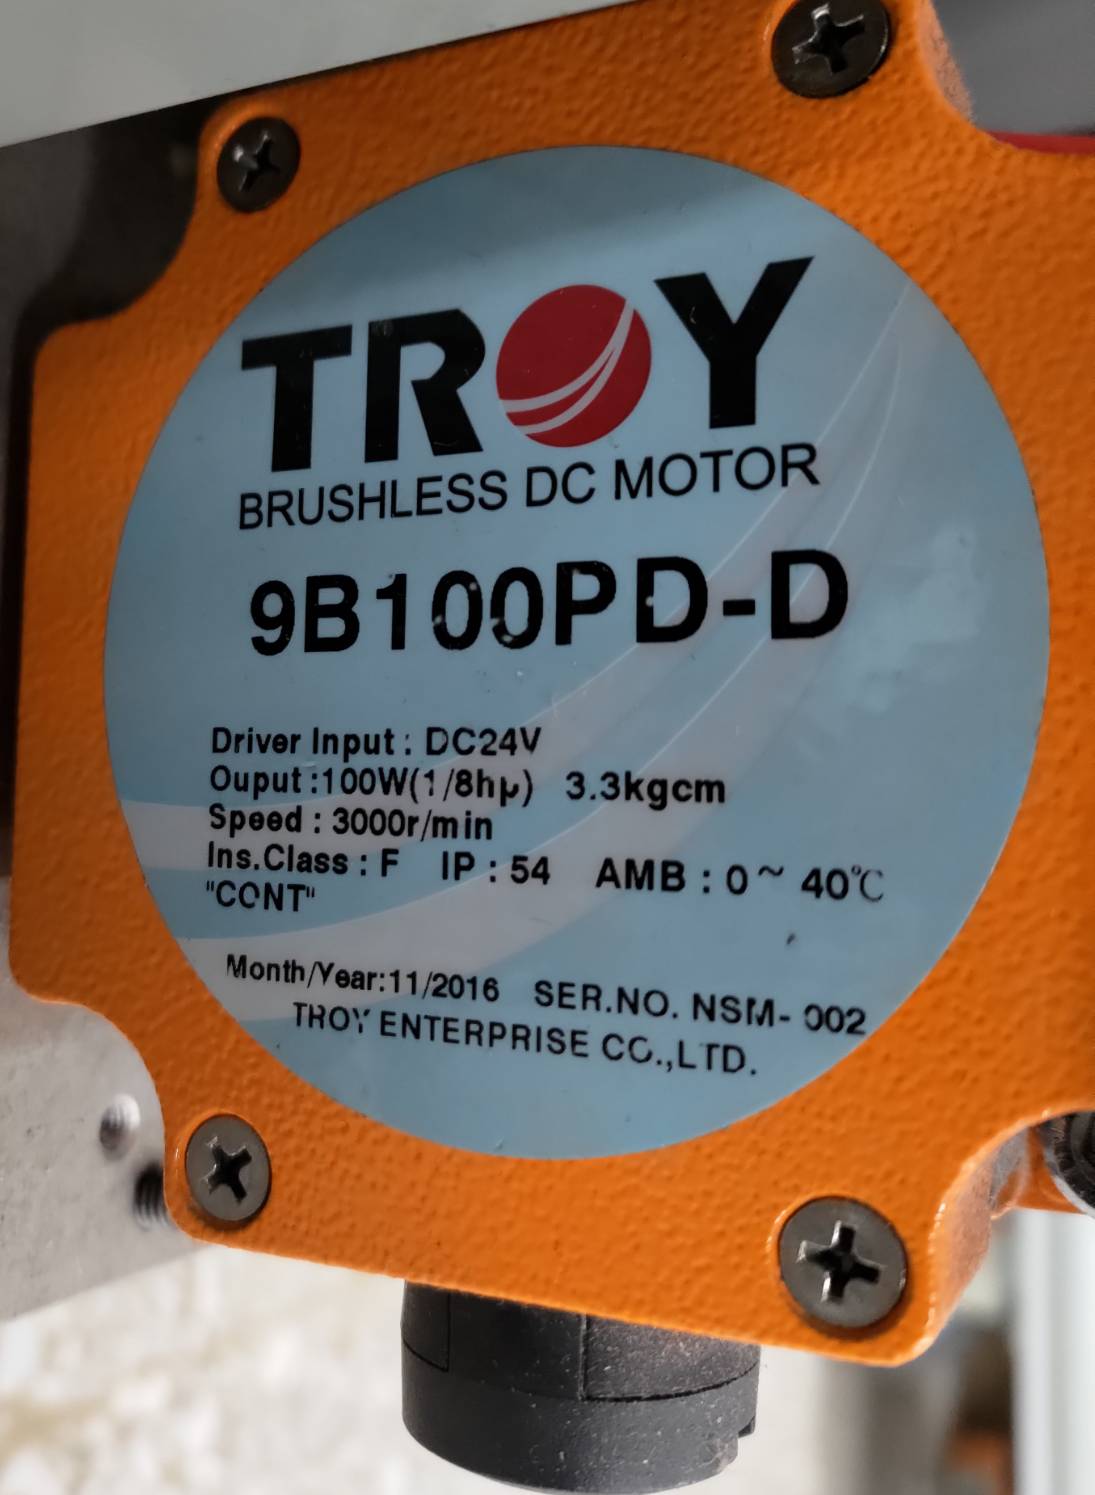 TROY
BRUSHLESS DC MOTOR
9B100PD-D
Driver Input : DC24V
Ouput :100W(1/8hμ) 3.3kgcm
Speed : 3000r/min
Ins.Class : F IP : 54 AMB : 0 ~ 40℃
"CONT"
Month/Year:11/2016 SER.NO. NSM- 002
TROY ENTERPRISE CO.,LTD.